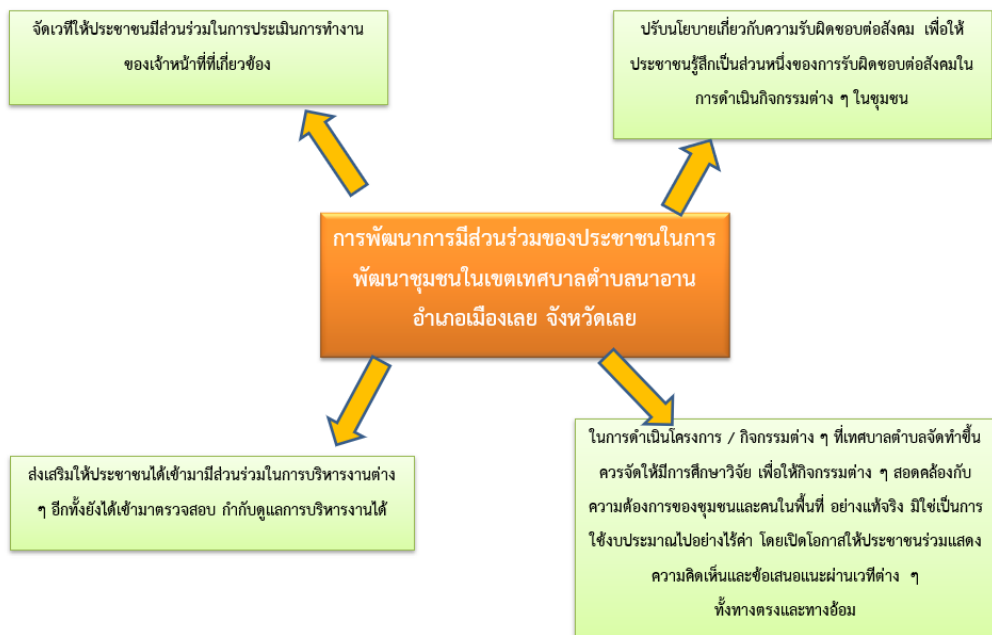 จัดเวทีให้ประชาชนมีส่วนร่วมในการประเมินการทำงาน
ของเจ้าหน้าที่ที่เกี่ยวข้อง
ปรับนโยบายเกี่ยวกับความรับผิดชอบต่อสังคม เพื่อให้
ประชาชนรู้สึกเป็นส่วนหนึ่งของการรับผิดชอบต่อสังคมใน
การดำเนินกิจกรรมต่าง ๆ ในชุมชน
การพัฒนาการมีส่วนร่วมของประชาชนในการ
พัฒนาชุมชนในเขตเทศบาลตำบลนาอาน
อำเภอเมืองเลย จังหวัดเลย
ส่งเสริมให้ประชาชนได้เข้ามามีส่วนร่วมในการบริหารงานต่าง
ๆ อีกทั้งยังได้เข้ามาตรวจสอบ กำกับดูแลการบริหารงานได้
ในการดำเนินโครงการ / กิจกรรมต่าง ๆ ที่เทศบาลตำบลจัดทำขึ้น
ควรจัดให้มีการศึกษาวิจัย เพื่อให้กิจกรรมต่าง ๆ สอดคล้องกับ
ความต้องการของชุมชนและคนในพื้นที่ อย่างแท้จริง มิใช่เป็นการ
ใช้งบประมาณไปอย่างไร้ค่า โดยเปิดโอกาสให้ประชาชนร่วมแสดง
ความคิดเห็นและข้อเสนอแนะผ่านเวทีต่าง ๆ
ทั้งทางตรงและทางอ้อม